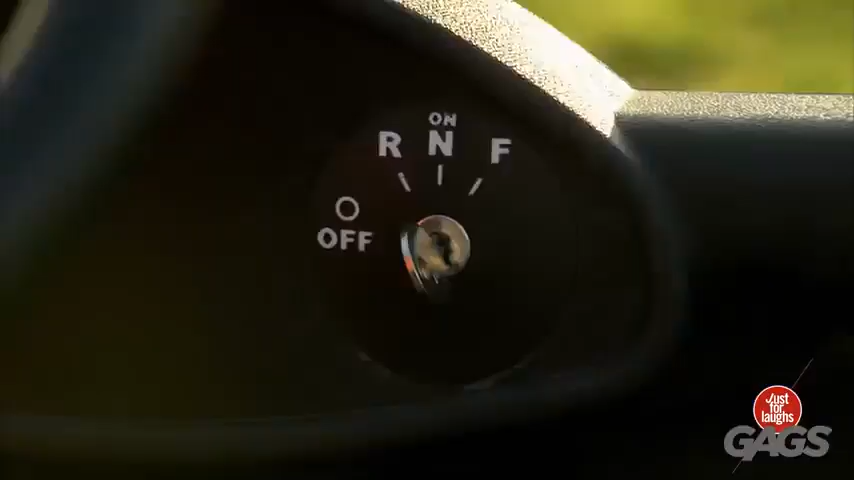 ON
R N F
O
OFF
Just
for
laughs
GAGS